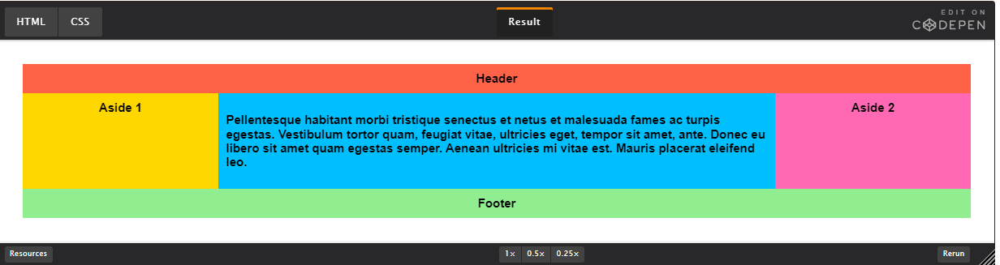 HTML CSS Result EDIT ON
CODEPEN
Header
Aside 1 Aside 2
Pellentesque habitant morbi tristique senectus et netus et malesuada fames ac turpis
egestas. Vestibulum tortor quam, feugiat vitae, ultricies eget, tempor sit amet, ante. Donec eu
libero sit amet quam egestas semper. Aenean ultricies mi vitae est. Mauris placerat eleifend
leo.
Footer
Resources 1× 0.5× 0.25× Rerun